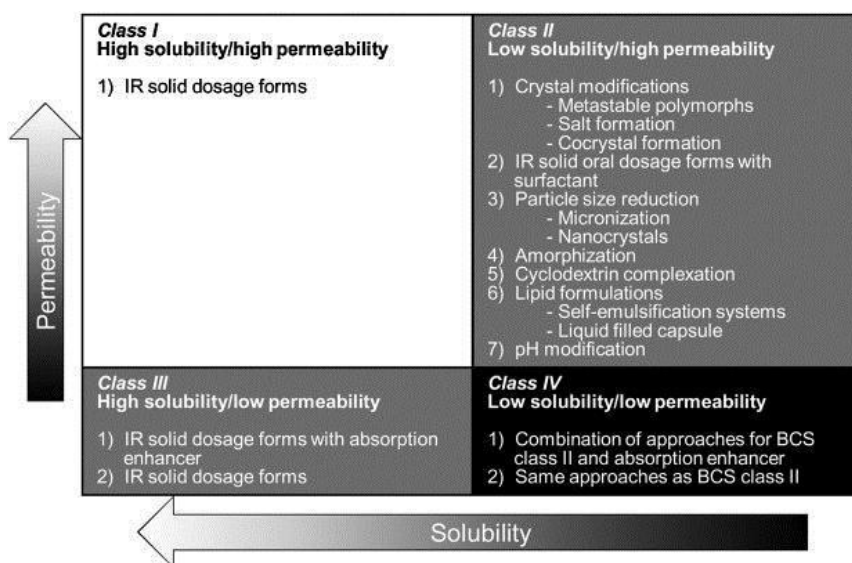 Class I
High solubility/high permeability
1) IR solid dosage forms
Class II
Low solubility/high permeability
1) Crystal modifications
- Metastable polymorphs
- Salt formation
- Cocrystal formation
2) IR solid oral dosage forms with
surfactant
3) Particle size reduction
- Micronization
- Nanocrystals
4) Amorphization
5) Cyclodextrin complexation
6) Lipid formulations
- Self-emulsification systems
- Liquid filled capsule
7) pH modification
Permeability
Class III
High solubility/low permeability
1) IR solid dosage forms with absorption
enhancer
2) IR solid dosage forms
Class IV
Low solubility/low permeability
1) Combination of approaches for BCS
class II and absorption enhancer
2) Same approaches as BCS class II
Solubility